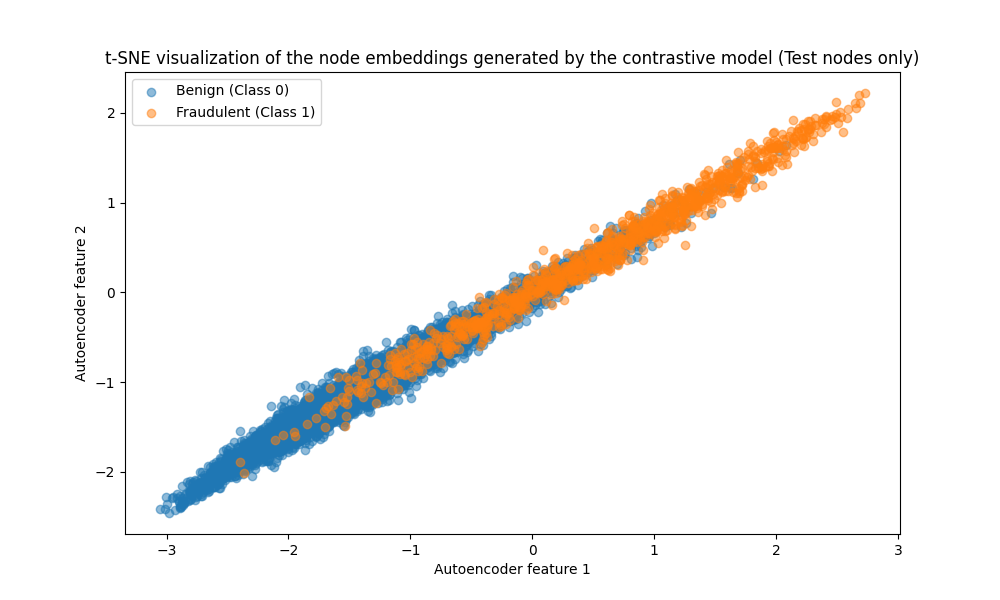 t-SNE visualization of the node embeddings generated by the contrastive model (Test nodes only)
Benign (Class 0)
Fraudulent (Class 1)
Autoencoder feature 2
2
1
0
−1
−2
−3
−2
−1
0
1
2
3
Autoencoder feature 1